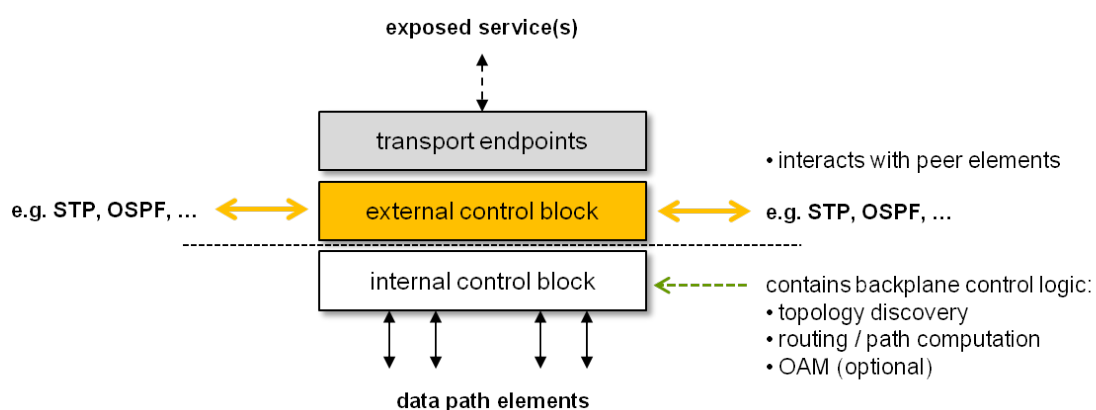 exposed service(s)
transport endpoints
• interacts with peer elements
e.g. STP, OSPF, ...
external control block
e.g. STP, OSPF, ...
internal control block
contains backplane control logic:
• topology discovery
• routing / path computation
• OAM (optional)
data path elements